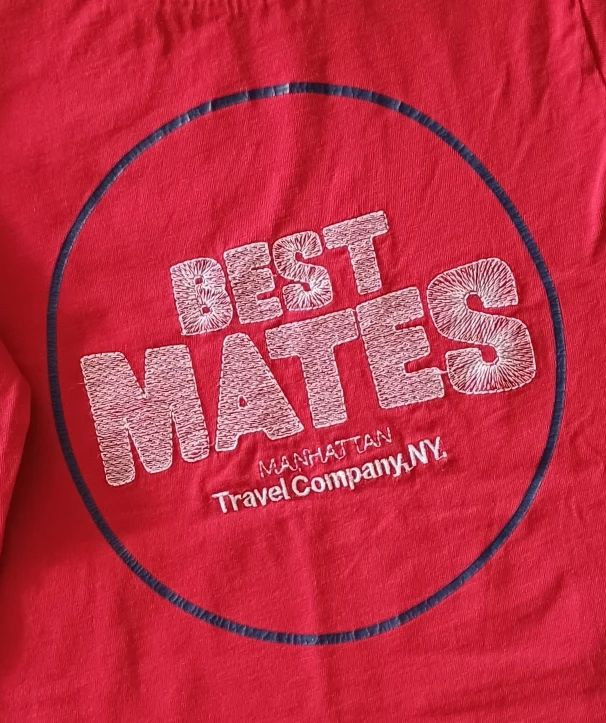 BEST
MATES
MANHATTAN
Travel Company, NY.